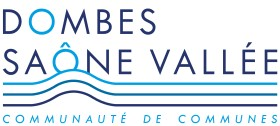 DOMBES
SAÔNE VALLÉE
COMMUNAUTÉ DE COMMUNES